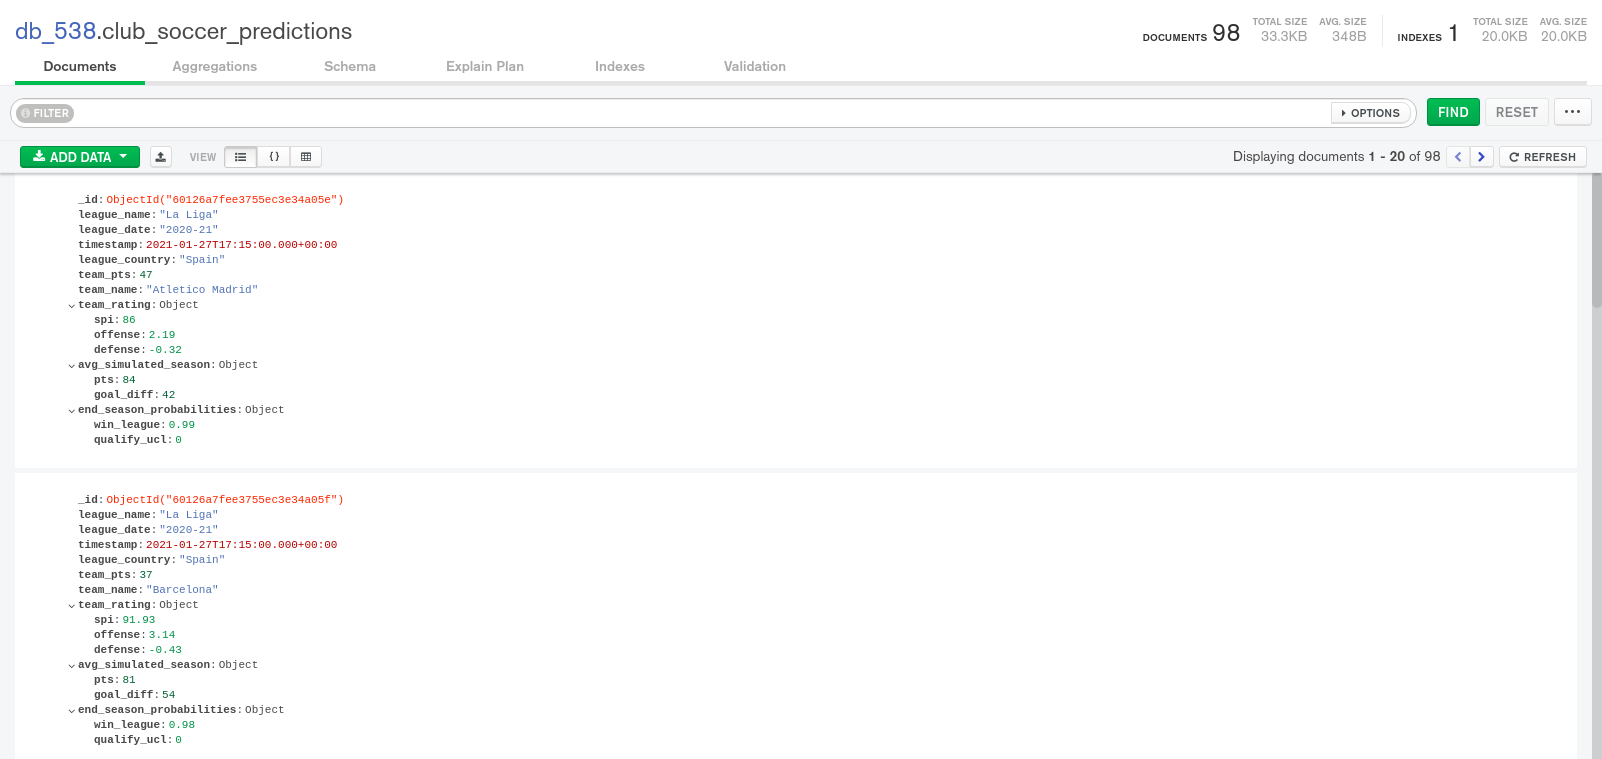 db_538.club_soccer_predictions
DOCUMENTS 98 TOTAL SIZE 33.3KB AVG. SIZE 348B INDEXES 1 TOTAL SIZE 20.0KB AVG. SIZE 20.0KB
Documents Aggregations Schema Explain Plan Indexes Validation
FILTER OPTIONS FIND RESET ...
ADD DATA VIEW { } Displaying documents 1 - 20 of 98 < > REFRESH
_id: ObjectId("60126a7fee3755ec3e34a05e")
league_name: "La Liga"
league_date: "2020-21"
timestamp: 2021-01-27T17:15:00.000+00:00
league_country: "Spain"
team_pts: 47
team_name: "Atletico Madrid"
team_rating: Object
spi: 86
offense: 2.19
defense: -0.32
avg_simulated_season: Object
pts: 84
goal_diff: 42
end_season_probabilities: Object
win_league: 0.99
qualify_ucl: 0
_id: ObjectId("60126a7fee3755ec3e34a05f")
league_name: "La Liga"
league_date: "2020-21"
timestamp: 2021-01-27T17:15:00.000+00:00
league_country: "Spain"
team_pts: 37
team_name: "Barcelona"
team_rating: Object
spi: 91.93
offense: 3.14
defense: -0.43
avg_simulated_season: Object
pts: 81
goal_diff: 54
end_season_probabilities: Object
win_league: 0.98
qualify_ucl: 0